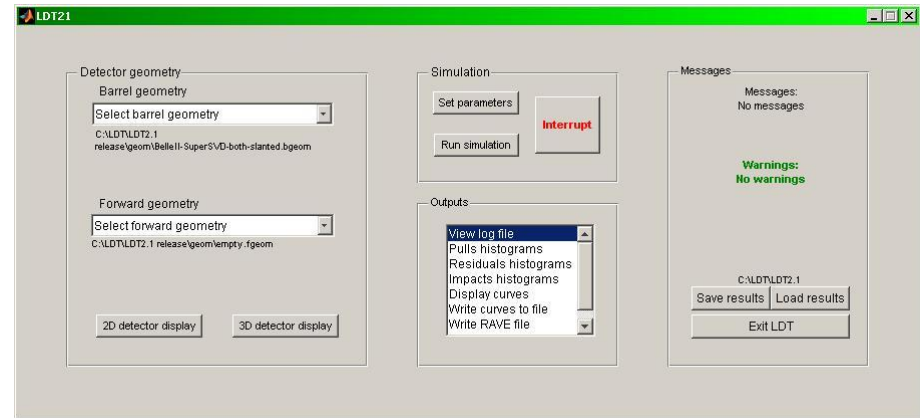 LDT21
Detector geometry
Barrel geometry
Select barrel geometry
C:\LDT\LDT2.1
release\geom\BelleII-SuperSVD-both-slanted.bgeom
Forward geometry
Select forward geometry
C:\LDT\LDT2.1 release\geom\empty.fgeom
2D detector display
3D detector display
Simulation
Set parameters
Run simulation
Interrupt
Outputs
View log file
Pulls histograms
Residuals histograms
Impacts histograms
Display curves
Write curves to file
Write RAVE file
Messages
Messages:
No messages
Warnings:
No warnings
C:\LDT\LDT2.1
Save results
Load results
Exit LDT